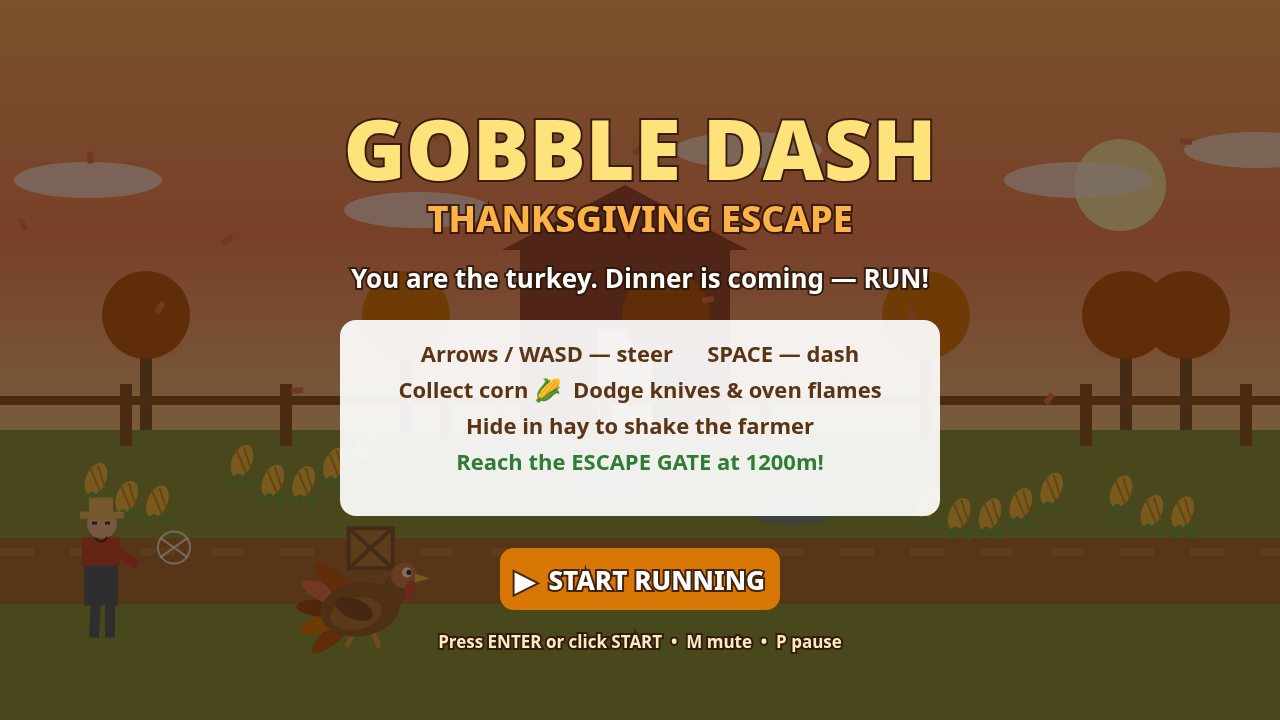 GOBBLE DASH
THANKSGIVING ESCAPE
You are the turkey. Dinner is coming — RUN!
Arrows / WASD — steer SPACE — dash
Collect corn 🌽 Dodge knives & oven flames
Hide in hay to shake the farmer
Reach the ESCAPE GATE at 1200m!
▶ START RUNNING
Press ENTER or click START • M mute • P pause